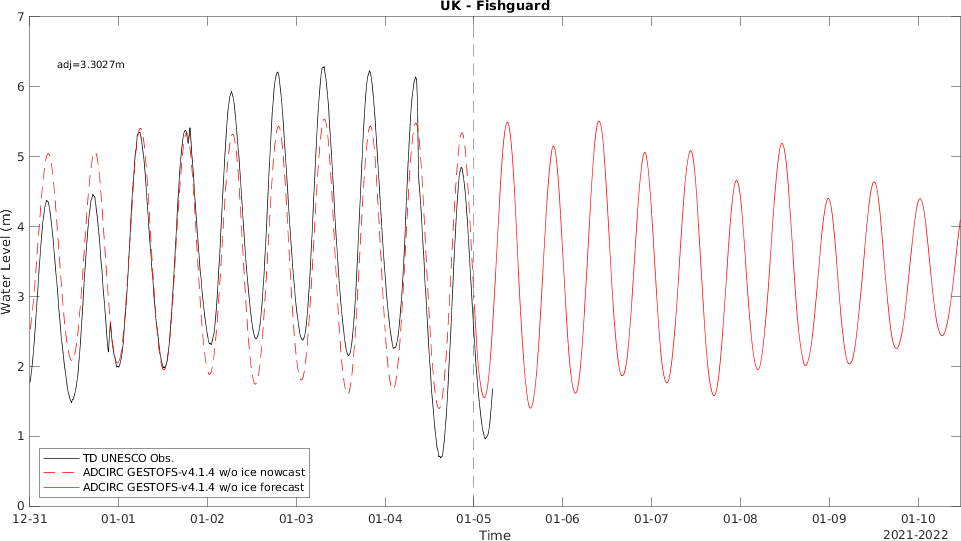 UK - Fishguard
adj=3.3027m
Water Level (m)
7
6
5
4
3
2
1
0
TD UNESCO Obs.
ADCIRC GESTOFS-v4.1.4 w/o ice nowcast
ADCIRC GESTOFS-v4.1.4 w/o ice forecast
12-31 01-01 01-02 01-03 01-04 01-05 01-06 01-07 01-08 01-09 01-10
Time
2021-2022